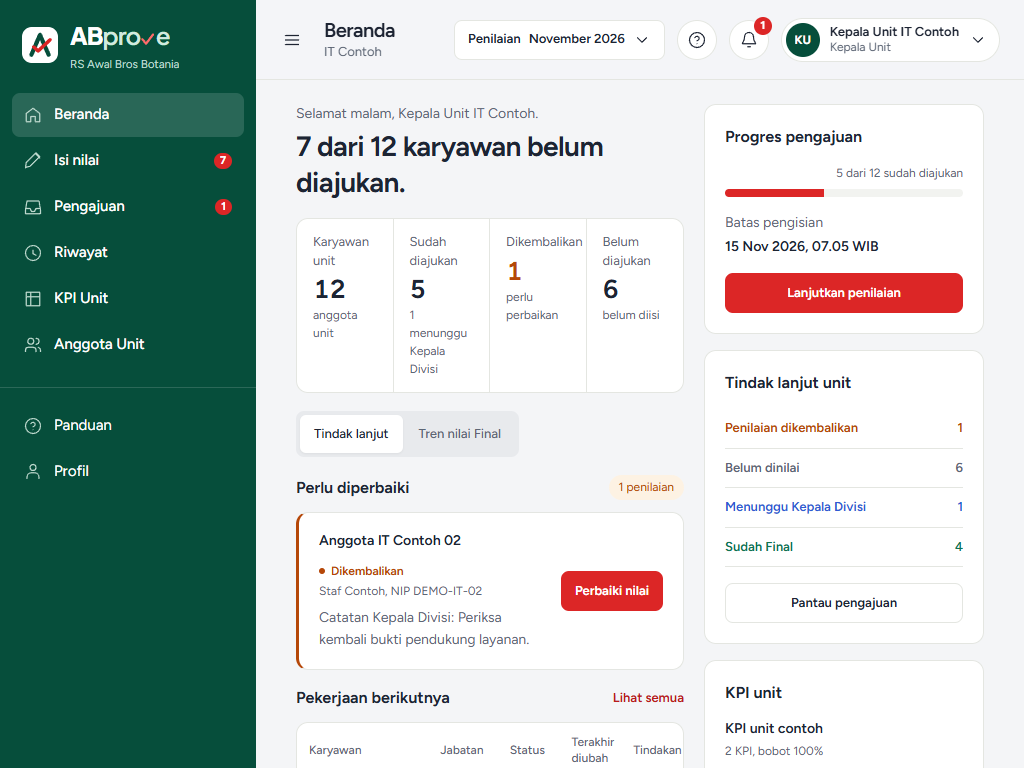 ABprove
RS Awal Bros Botania
Beranda
Isi nilai 7
Pengajuan 1
Riwayat
KPI Unit
Anggota Unit
Panduan
Profil
Beranda
IT Contoh
Penilaian November 2026
1
KU
Kepala Unit IT Contoh
Kepala Unit
Selamat malam, Kepala Unit IT Contoh.
7 dari 12 karyawan belum
diajukan.
Karyawan
unit
12
anggota
unit
Sudah
diajukan
5
1
menunggu
Kepala
Divisi
Dikembalikan
1
perlu
perbaikan
Belum
diajukan
6
belum diisi
Tindak lanjut
Tren nilai Final
Perlu diperbaiki
1 penilaian
Anggota IT Contoh 02
Dikembalikan
Staf Contoh, NIP DEMO-IT-02
Catatan Kepala Divisi: Periksa
kembali bukti pendukung layanan.
Perbaiki nilai
Pekerjaan berikutnya
Lihat semua
Karyawan
Jabatan
Status
Terakhir
diubah
Tindakan
Progres pengajuan
5 dari 12 sudah diajukan
Batas pengisian
15 Nov 2026, 07.05 WIB
Lanjutkan penilaian
Tindak lanjut unit
Penilaian dikembalikan 1
Belum dinilai 6
Menunggu Kepala Divisi 1
Sudah Final 4
Pantau pengajuan
KPI unit
KPI unit contoh
2 KPI, bobot 100%